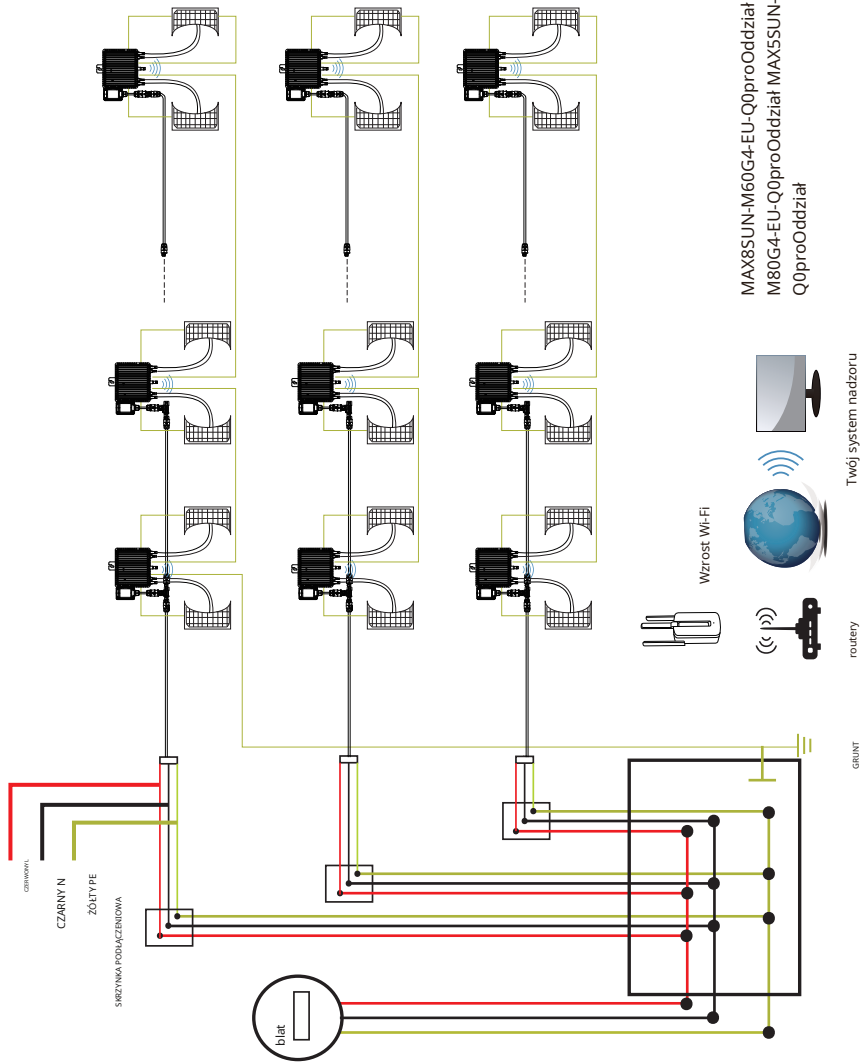 MAX8SUN-M60G4-EU-Q0proOddział
M80G4-EU-Q0proOddział MAX5SUN-
Q0proOddział
Twój system nadzoru
Wzrost Wi-Fi
routery
GRUNT
CZERWONY L
CZARNY N
ŻÓŁTY PE
SKRZYNKA PODŁĄCZENIOWA
blat